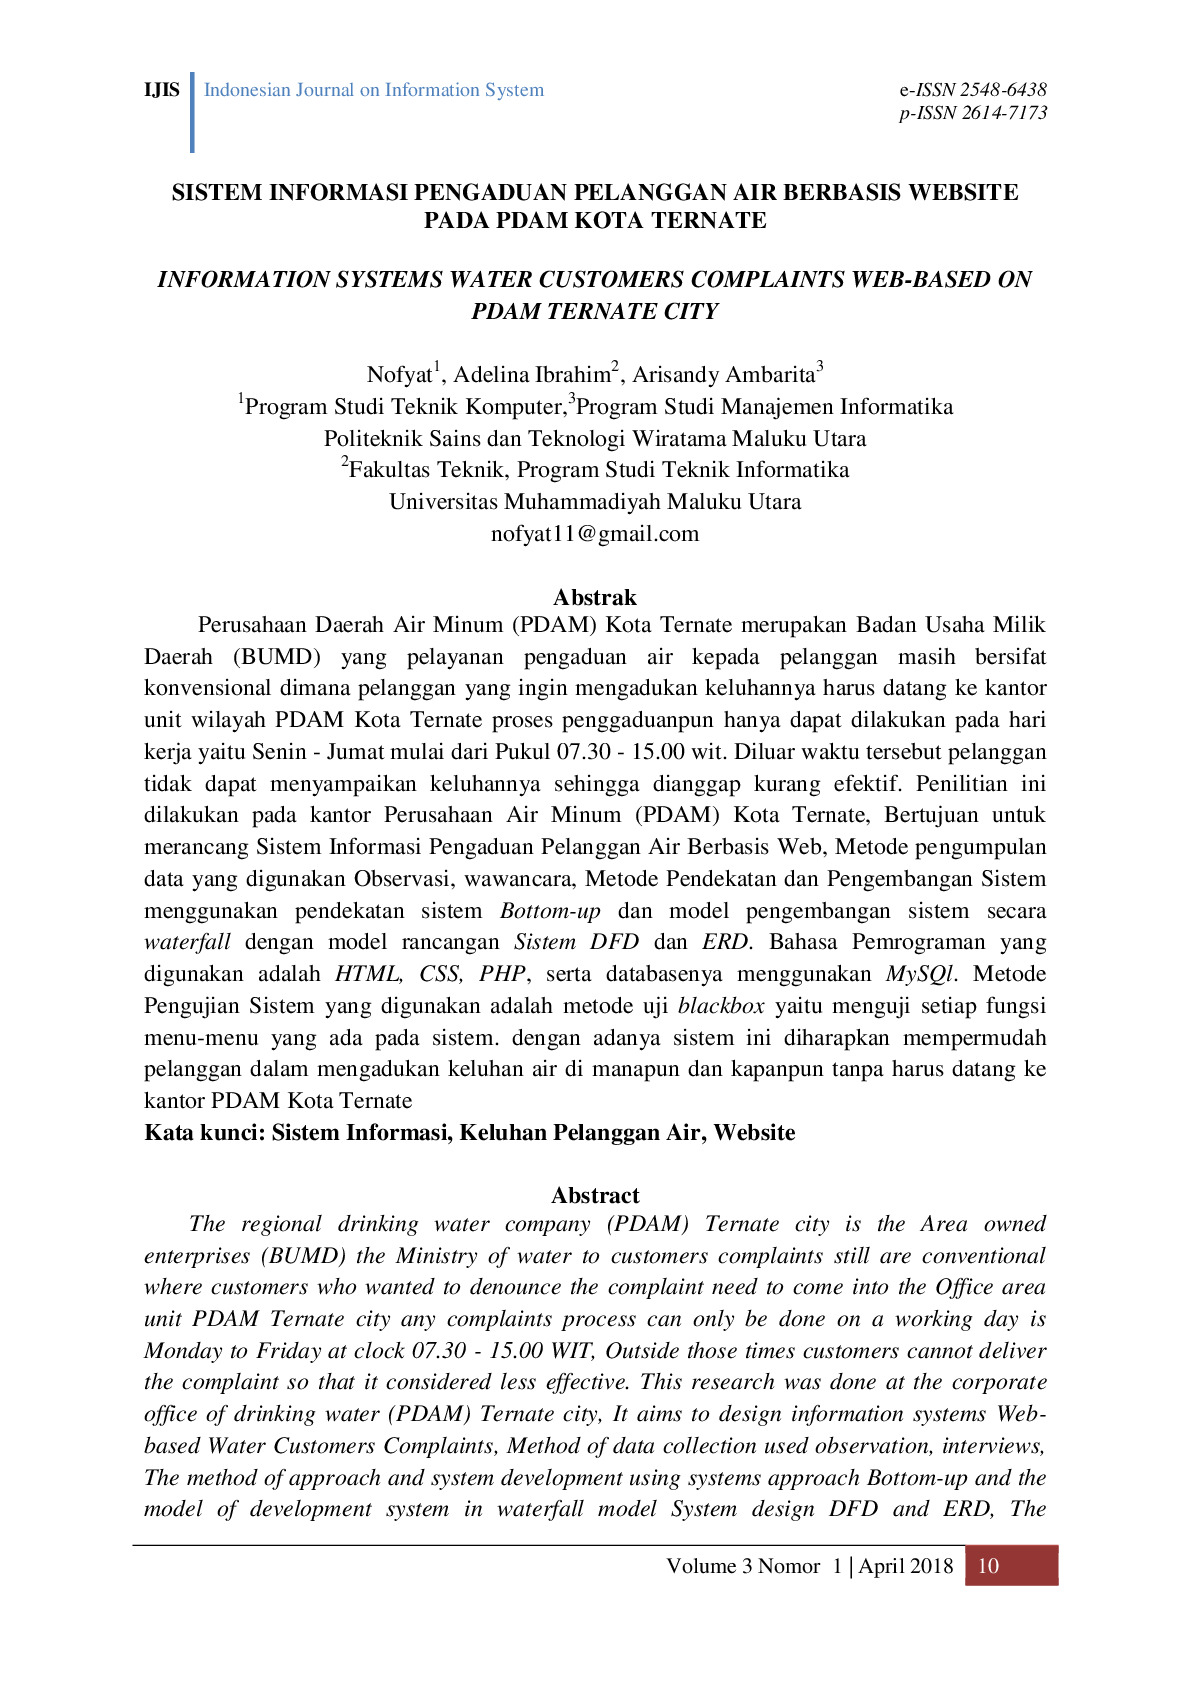 IJIS Indonesian Journal on Information System e-ISSN 2548-6438
p-ISSN 2614-7173
SISTEM INFORMASI PENGADUAN PELANGGAN AIR BERBASIS WEBSITE
PADA PDAM KOTA TERNATE
INFORMATION SYSTEMS WATER CUSTOMERS COMPLAINTS WEB-BASED ON
PDAM TERNATE CITY
Nofyat1, Adelina Ibrahim2, Arisandy Ambarita3
1Program Studi Teknik Komputer,3Program Studi Manajemen Informatika
Politeknik Sains dan Teknologi Wiratama Maluku Utara
2Fakultas Teknik, Program Studi Teknik Informatika
Universitas Muhammadiyah Maluku Utara
nofyat11@gmail.com
Abstrak
Perusahaan Daerah Air Minum (PDAM) Kota Ternate merupakan Badan Usaha Milik
Daerah (BUMD) yang pelayanan pengaduan air kepada pelanggan masih bersifat
konvensional dimana pelanggan yang ingin mengadukan keluhannya harus datang ke kantor
unit wilayah PDAM Kota Ternate proses penggaduanpun hanya dapat dilakukan pada hari
kerja yaitu Senin - Jumat mulai dari Pukul 07.30 - 15.00 wit. Diluar waktu tersebut pelanggan
tidak dapat menyampaikan keluhannya sehingga dianggap kurang efektif. Penilitian ini
dilakukan pada kantor Perusahaan Air Minum (PDAM) Kota Ternate, Bertujuan untuk
merancang Sistem Informasi Pengaduan Pelanggan Air Berbasis Web, Metode pengumpulan
data yang digunakan Observasi, wawancara, Metode Pendekatan dan Pengembangan Sistem
menggunakan pendekatan sistem Bottom-up dan model pengembangan sistem secara
waterfall dengan model rancangan Sistem DFD dan ERD. Bahasa Pemrograman yang
digunakan adalah HTML, CSS, PHP, serta databasenya menggunakan MySQl. Metode
Pengujian Sistem yang digunakan adalah metode uji blackbox yaitu menguji setiap fungsi
menu-menu yang ada pada sistem. dengan adanya sistem ini diharapkan mempermudah
pelanggan dalam mengadukan keluhan air di manapun dan kapanpun tanpa harus datang ke
kantor PDAM Kota Ternate
Kata kunci: Sistem Informasi, Keluhan Pelanggan Air, Website
Abstract
The regional drinking water company (PDAM) Ternate city is the Area owned
enterprises (BUMD) the Ministry of water to customers complaints still are conventional
where customers who wanted to denounce the complaint need to come into the Office area
unit PDAM Ternate city any complaints process can only be done on a working day is
Monday to Friday at clock 07.30 - 15.00 WIT, Outside those times customers cannot deliver
the complaint so that it considered less effective. This research was done at the corporate
office of drinking water (PDAM) Ternate city, It aims to design information systems Web-
based Water Customers Complaints, Method of data collection used observation, interviews,
The method of approach and system development using systems approach Bottom-up and the
model of development system in waterfall model System design DFD and ERD, The
Volume 3 Nomor 1 | April 2018 10